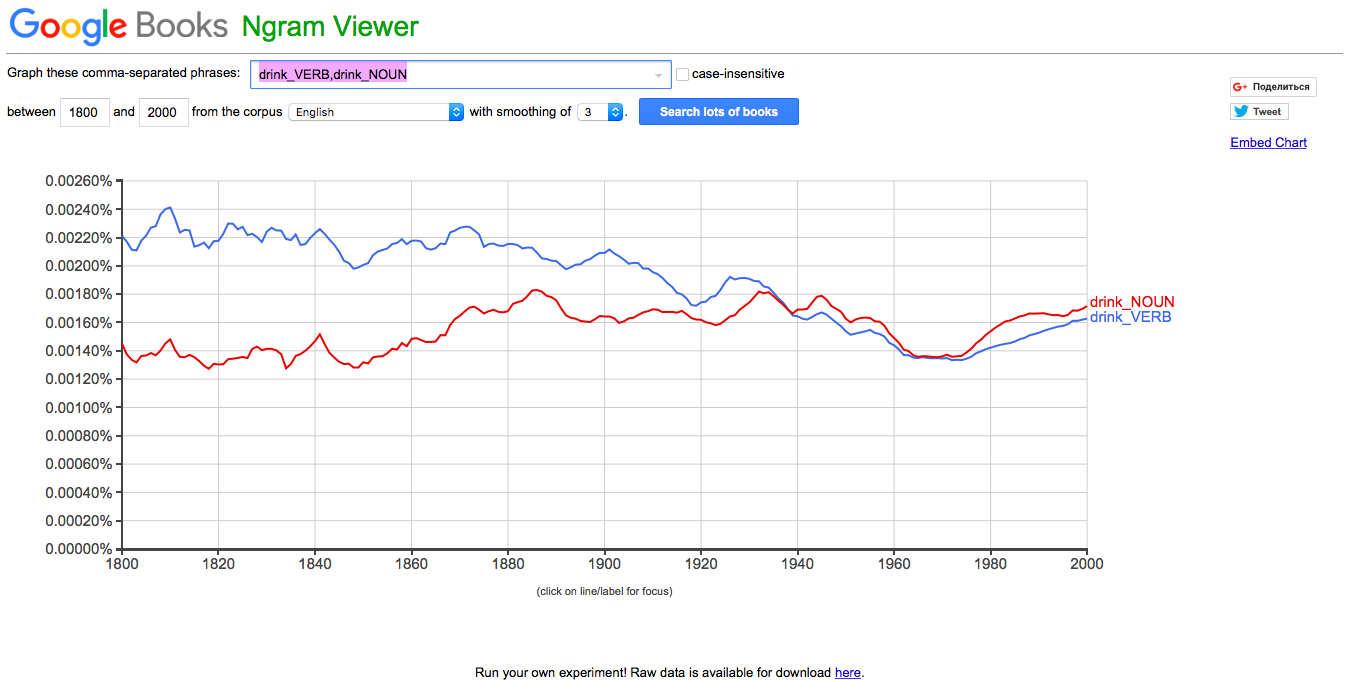 Google Books Ngram Viewer
Graph these comma-separated phrases: drink_VERB,drink_NOUN case-insensitive
between 1800 and 2000 from the corpus English with smoothing of 3 . Search lots of books
G+ Поделиться
Tweet
Embed Chart
0.00260%
0.00240%
0.00220%
0.00200%
0.00180%
0.00160%
0.00140%
0.00120%
0.00100%
0.00080%
0.00060%
0.00040%
0.00020%
0.00000%
drink_NOUN
drink_VERB
1800 1820 1840 1860 1880 1900 1920 1940 1960 1980 2000
(click on line/label for focus)
Run your own experiment! Raw data is available for download here.